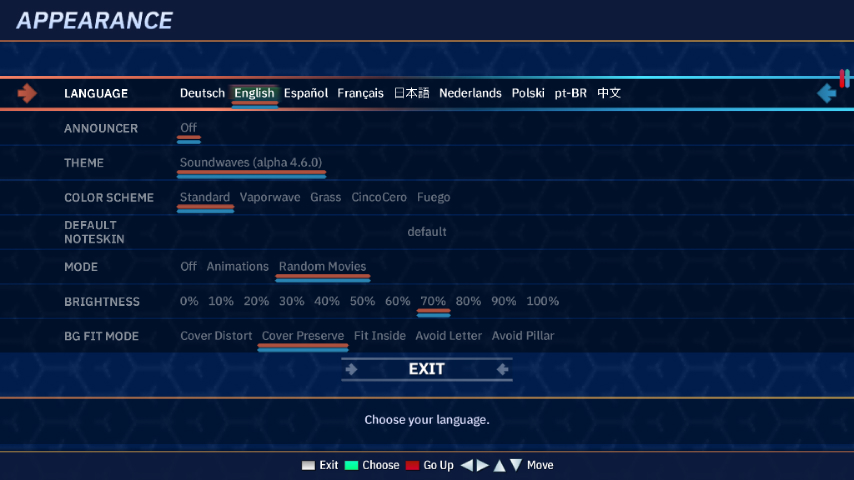 APPEARANCE
LANGUAGE Deutsch English Español Français 日本語 Nederlands Polski pt-BR 中文
ANNOUNCER Off
THEME Soundwaves (alpha 4.6.0)
COLOR SCHEME Standard Vaporwave Grass CincoCero Fuego
DEFAULT
NOTESKIN default
MODE Off Animations Random Movies
BRIGHTNESS 0% 10% 20% 30% 40% 50% 60% 70% 80% 90% 100%
BG FIT MODE Cover Distort Cover Preserve Fit Inside Avoid Letter Avoid Pillar
EXIT
Choose your language.
Exit Choose Go Up Move